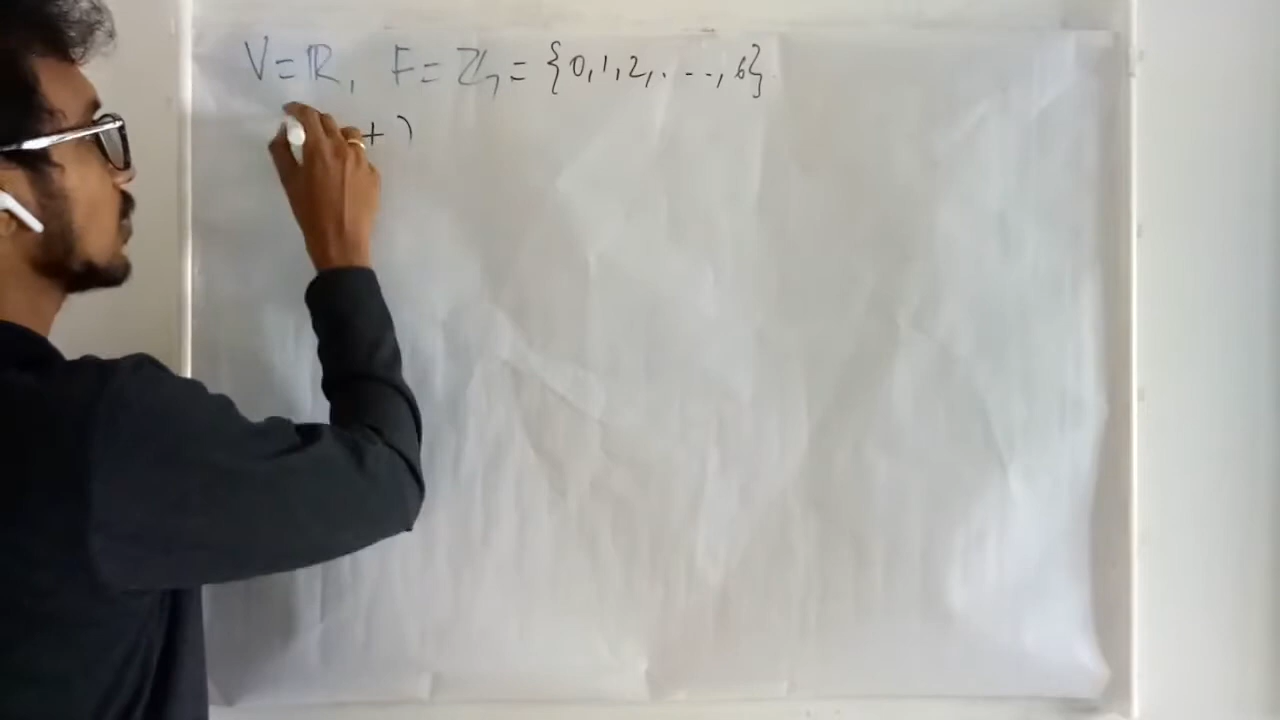 V = ℝ, F = ℤ₇ = {0,1,2,...,6}
+ )